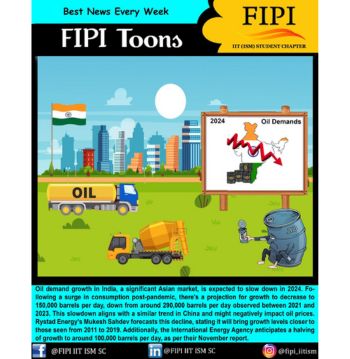 Best News Every Week
FIPI
IIT (ISM) STUDENT CHAPTER
FIPI Toons
2024 Oil Demands
OIL
Oil demand growth in India, a significant Asian market, is expected to slow down in 2024. Fo-
llowing a surge in consumption post-pandemic, there's a projection for growth to decrease to
150,000 barrels per day, down from around 290,000 barrels per day observed between 2021 and
2023. This slowdown aligns with a similar trend in China and might negatively impact oil prices.
Rystad Energy's Mukesh Sahdev forecasts this decline, stating it will bring growth levels closer to
those seen from 2011 to 2019. Additionally, the International Energy Agency anticipates a halving
of growth to around 100,000 barrels per day, as per their November report.
@FIPI IIT ISM SC
@FIPI IIT ISM SC
@fipi_iitism